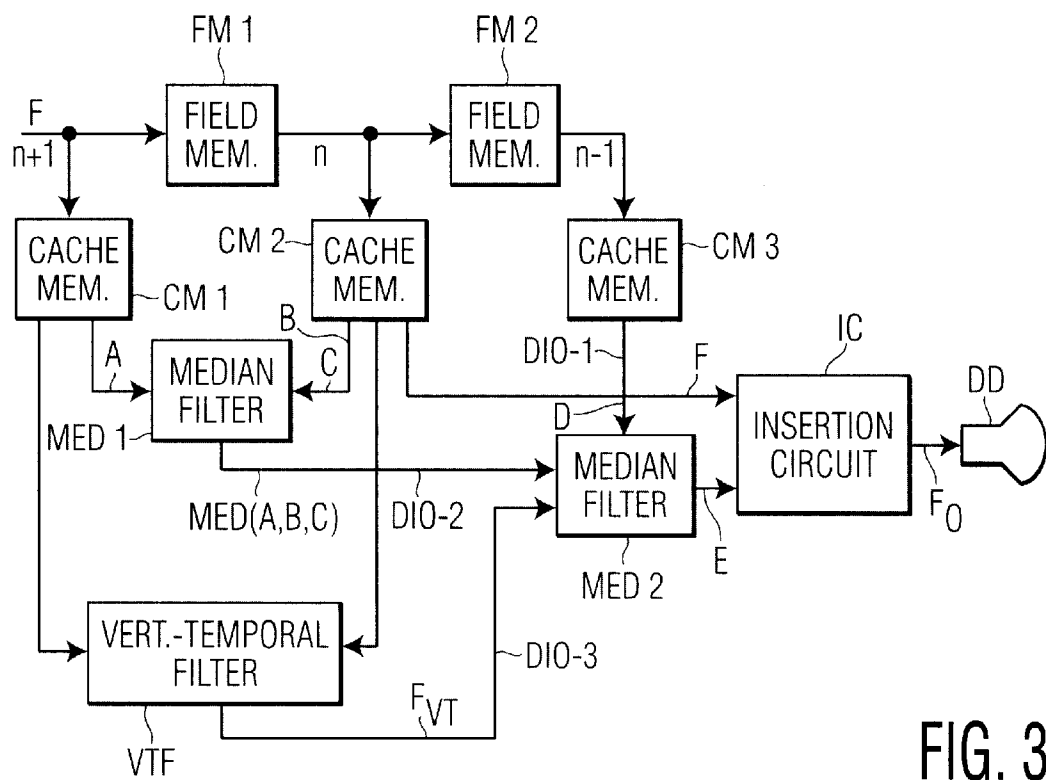 FM 1
FM 2
F
n+1
FIELD
MEM.
n
FIELD
MEM.
n-1
CACHE
MEM.
CM 1
CM 2
CACHE
MEM.
CACHE
MEM.
CM 3
A
MEDIAN
FILTER
MED 1
B
C
DIO-1
D
F
IC
INSERTION
CIRCUIT
DD
FO
MED(A,B,C)
DIO-2
MEDIAN
FILTER
MED 2
E
VERT.-TEMPORAL
FILTER
VTF
FVT
DIO-3
FIG. 3